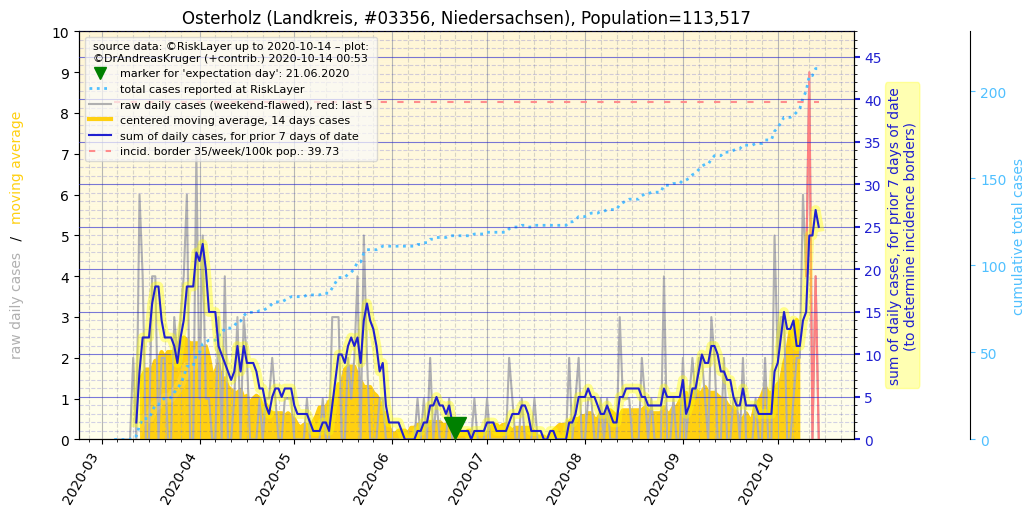 Osterholz (Landkreis, #03356, Niedersachsen), Population=113,517
source data: ©RiskLayer up to 2020-10-14 – plot:
©DrAndreasKruger (+contrib.) 2020-10-14 00:53
marker for 'expectation day': 21.06.2020
total cases reported at RiskLayer
raw daily cases (weekend-flawed), red: last 5
centered moving average, 14 days cases
sum of daily cases, for prior 7 days of date
incid. border 35/week/100k pop.: 39.73
raw daily cases / moving average
10
9
8
7
6
5
4
3
2
1
0
2020-03
2020-04
2020-05
2020-06
2020-07
2020-08
2020-09
2020-10
45
40
35
30
25
20
15
10
5
0
sum of daily cases, for prior 7 days of date
(to determine incidence borders)
200
150
100
50
0
cumulative total cases